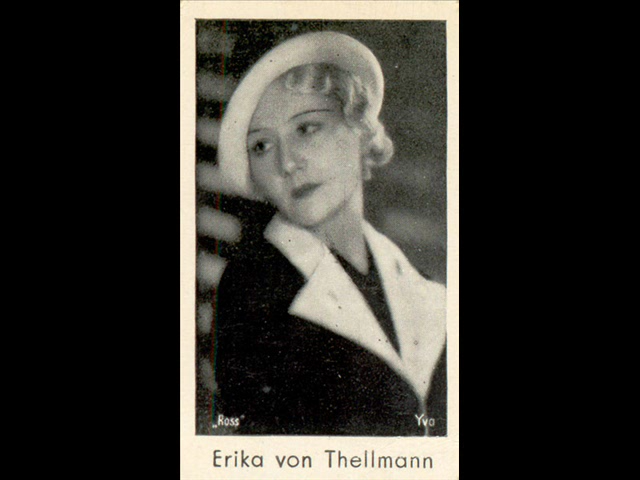 „Ross" Yva
Erika von Thellmann